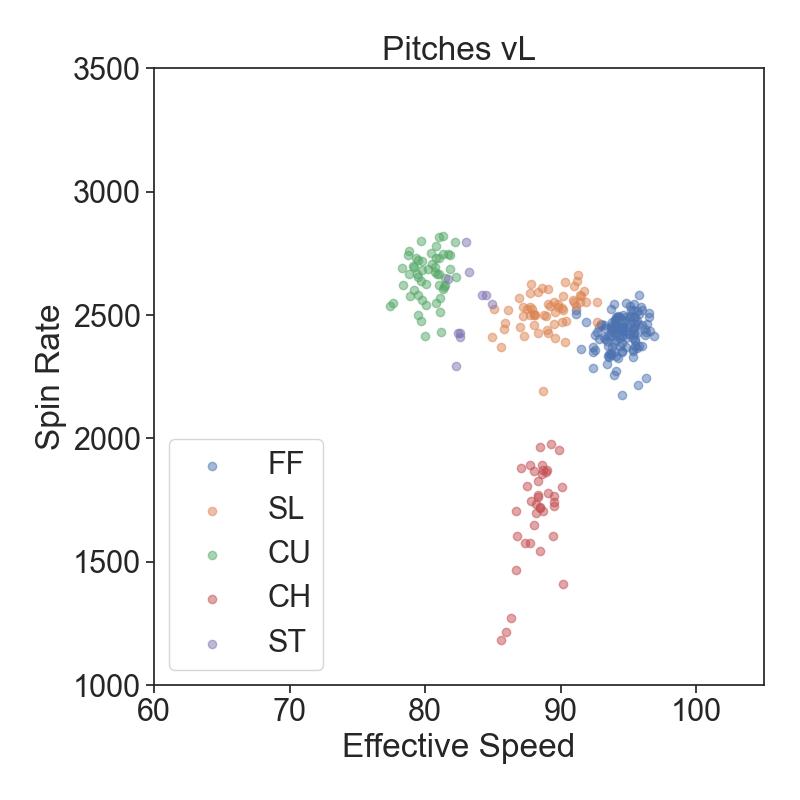 Pitches vL
3500
3000
2500
2000
1500
1000
Spin Rate
FF
SL
CU
CH
ST
60 70 80 90 100
Effective Speed